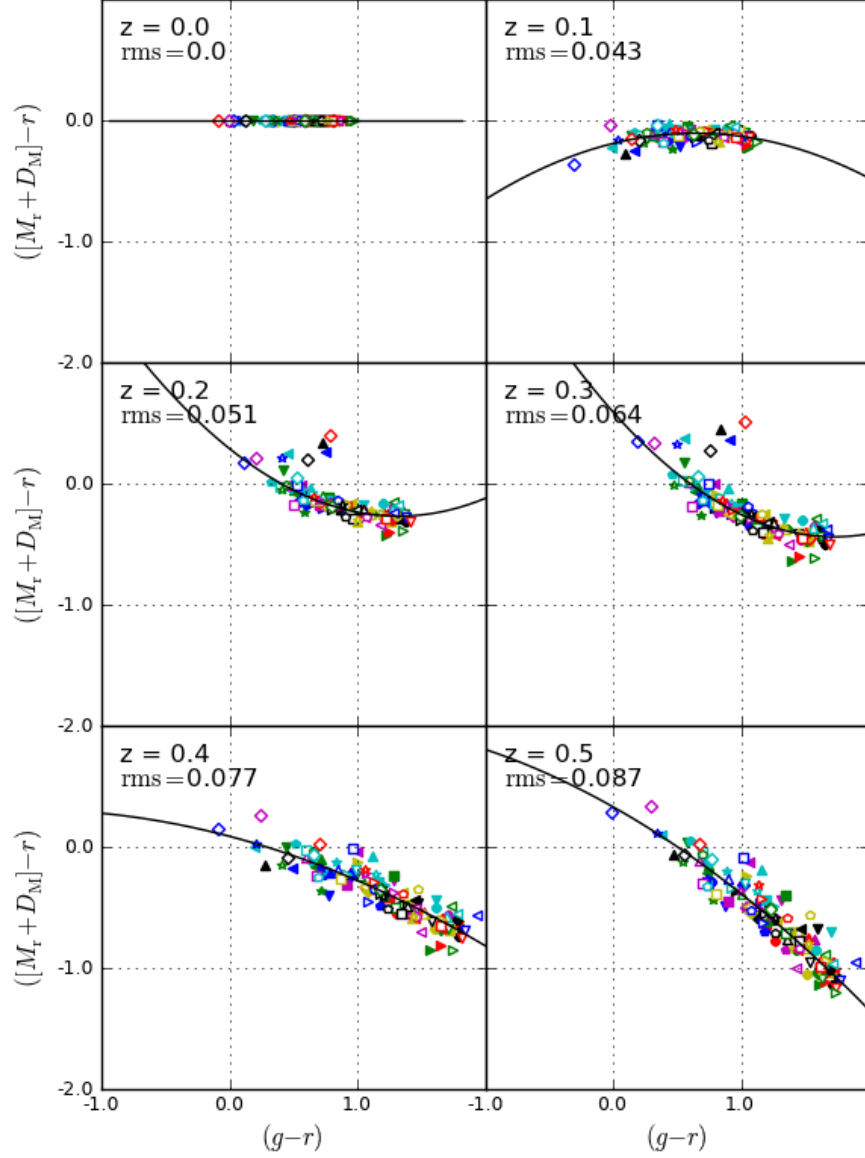 z = 0.0
rms=0.0
z = 0.1
rms=0.043
0.0
-1.0
-2.0
([M_r+D_M]−r)
z = 0.2
rms=0.051
z = 0.3
rms=0.064
0.0
-1.0
-2.0
([M_r+D_M]−r)
z = 0.4
rms=0.077
z = 0.5
rms=0.087
0.0
-1.0
-2.0
([M_r+D_M]−r)
-1.0 0.0 1.0 -1.0 0.0 1.0
(g−r) (g−r)